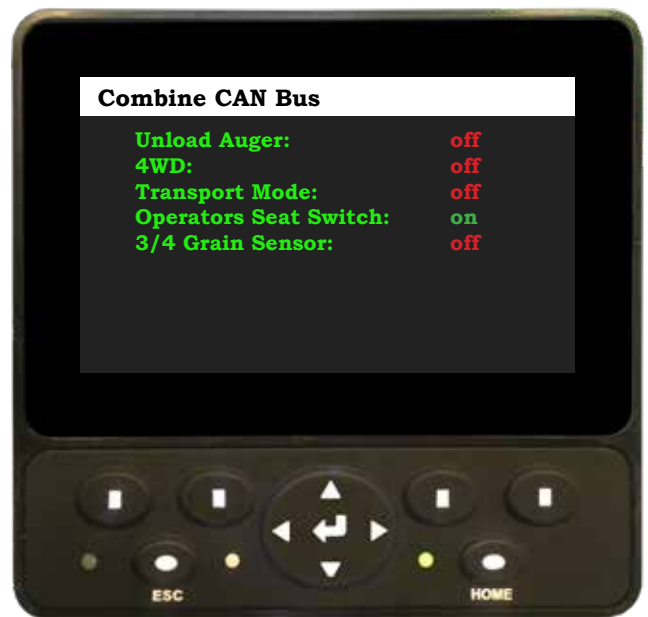 Combine CAN Bus
Unload Auger: off
4WD: off
Transport Mode: off
Operators Seat Switch: on
3/4 Grain Sensor: off
ESC HOME